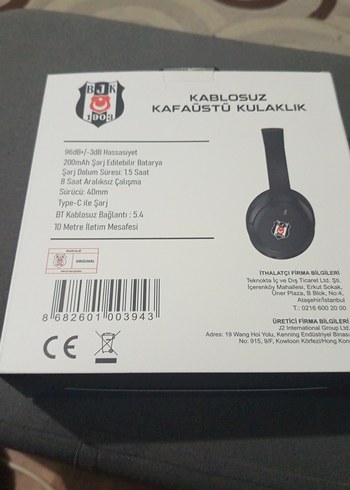 BJK
1903
KABLOSUZ
KAFAÜSTÜ KULAKLIK
96dB+/-3dB Hassasiyet
200mAh Şarj Edilebilir Batarya
Şarj Dolum Süresi: 1.5 Saat
8 Saat Aralıksız Çalışma
Sürücü: 40mm
Type-C ile Şarj
BT Kablosuz Bağlantı : 5.4
10 Metre İletim Mesafesi
ORIGINAL
8 682601 003943
CE
İTHALATÇI FİRMA BİLGİLERİ
Teknokta İç ve Dış Ticaret Ltd. Şti.
İçerenköy Mahallesi, Erkut Sokak,
Üner Plaza, B Blok, No:4,
Ataşehir/İstanbul
T.: 0216 600 20 00
ÜRETİCİ FİRMA BİLGİLERİ
J2 International Group Ltd.
Adres: 19 Wang Hoi Yolu, Kenning Endüstriyel Binası
No: 915, 9/F, Kowloon Körfezi/Hong Kon